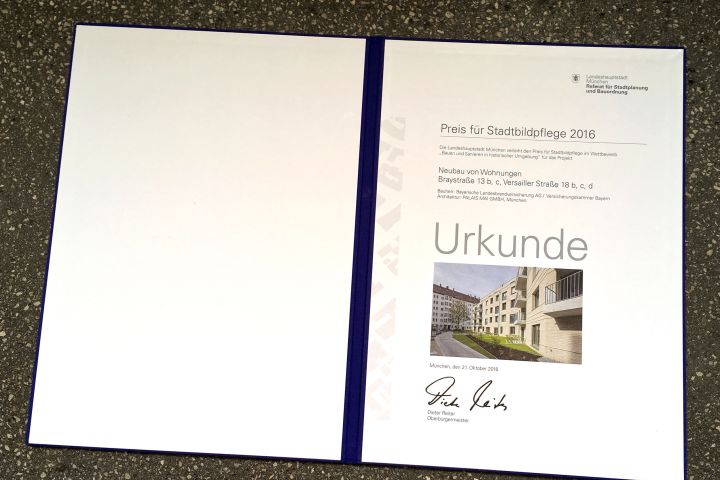 Landeshauptstadt
München
Referat für Stadtplanung
und Bauordnung
Preis für Stadtbildpflege 2016
Die Landeshauptstadt München verleiht den Preis für Stadtbildpflege im Wettbewerb
„Bauen und Sanieren in historischer Umgebung“ für das Projekt
Neubau von Wohnungen
Braystraße 13 b, c, Versailler Straße 18 b, c, d
Bauherr: Bayerische Landesbrandversicherung AG / Versicherungskammer Bayern
Architektur: PALAIS MAI GMBH, München
Urkunde
München, den 21. Oktober 2016
Dieter Reiter
Dieter Reiter
Oberbürgermeister